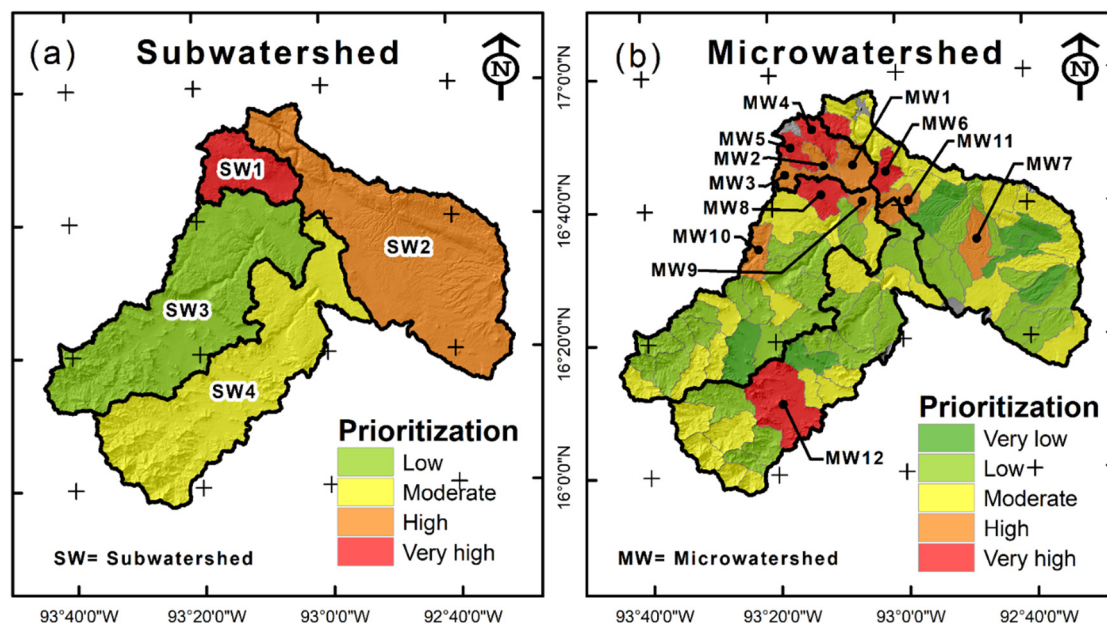 (a) Subwatershed
N
SW1
SW2
SW3
SW4
Prioritization
Low
Moderate
High
Very high
SW= Subwatershed
93°40'0"W 93°20'0"W 93°0'0"W 92°40'0"W
17°0'0"N
16°40'0"N
16°20'0"N
16°0'0"N
(b) Microwatershed
N
MW4
MW1
MW5
MW6
MW2
MW11
MW3
MW7
MW8
MW10
MW9
MW12
Prioritization
Very low
Low
Moderate
High
Very high
MW= Microwatershed
93°40'0"W 93°20'0"W 93°0'0"W 92°40'0"W